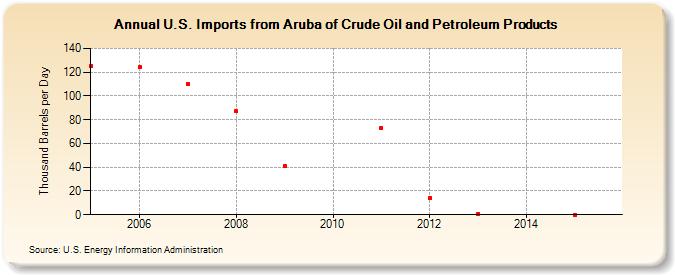 Annual U.S. Imports from Aruba of Crude Oil and Petroleum Products
Thousand Barrels per Day
140
120
100
80
60
40
20
0
2006 2008 2010 2012 2014
Source: U.S. Energy Information Administration